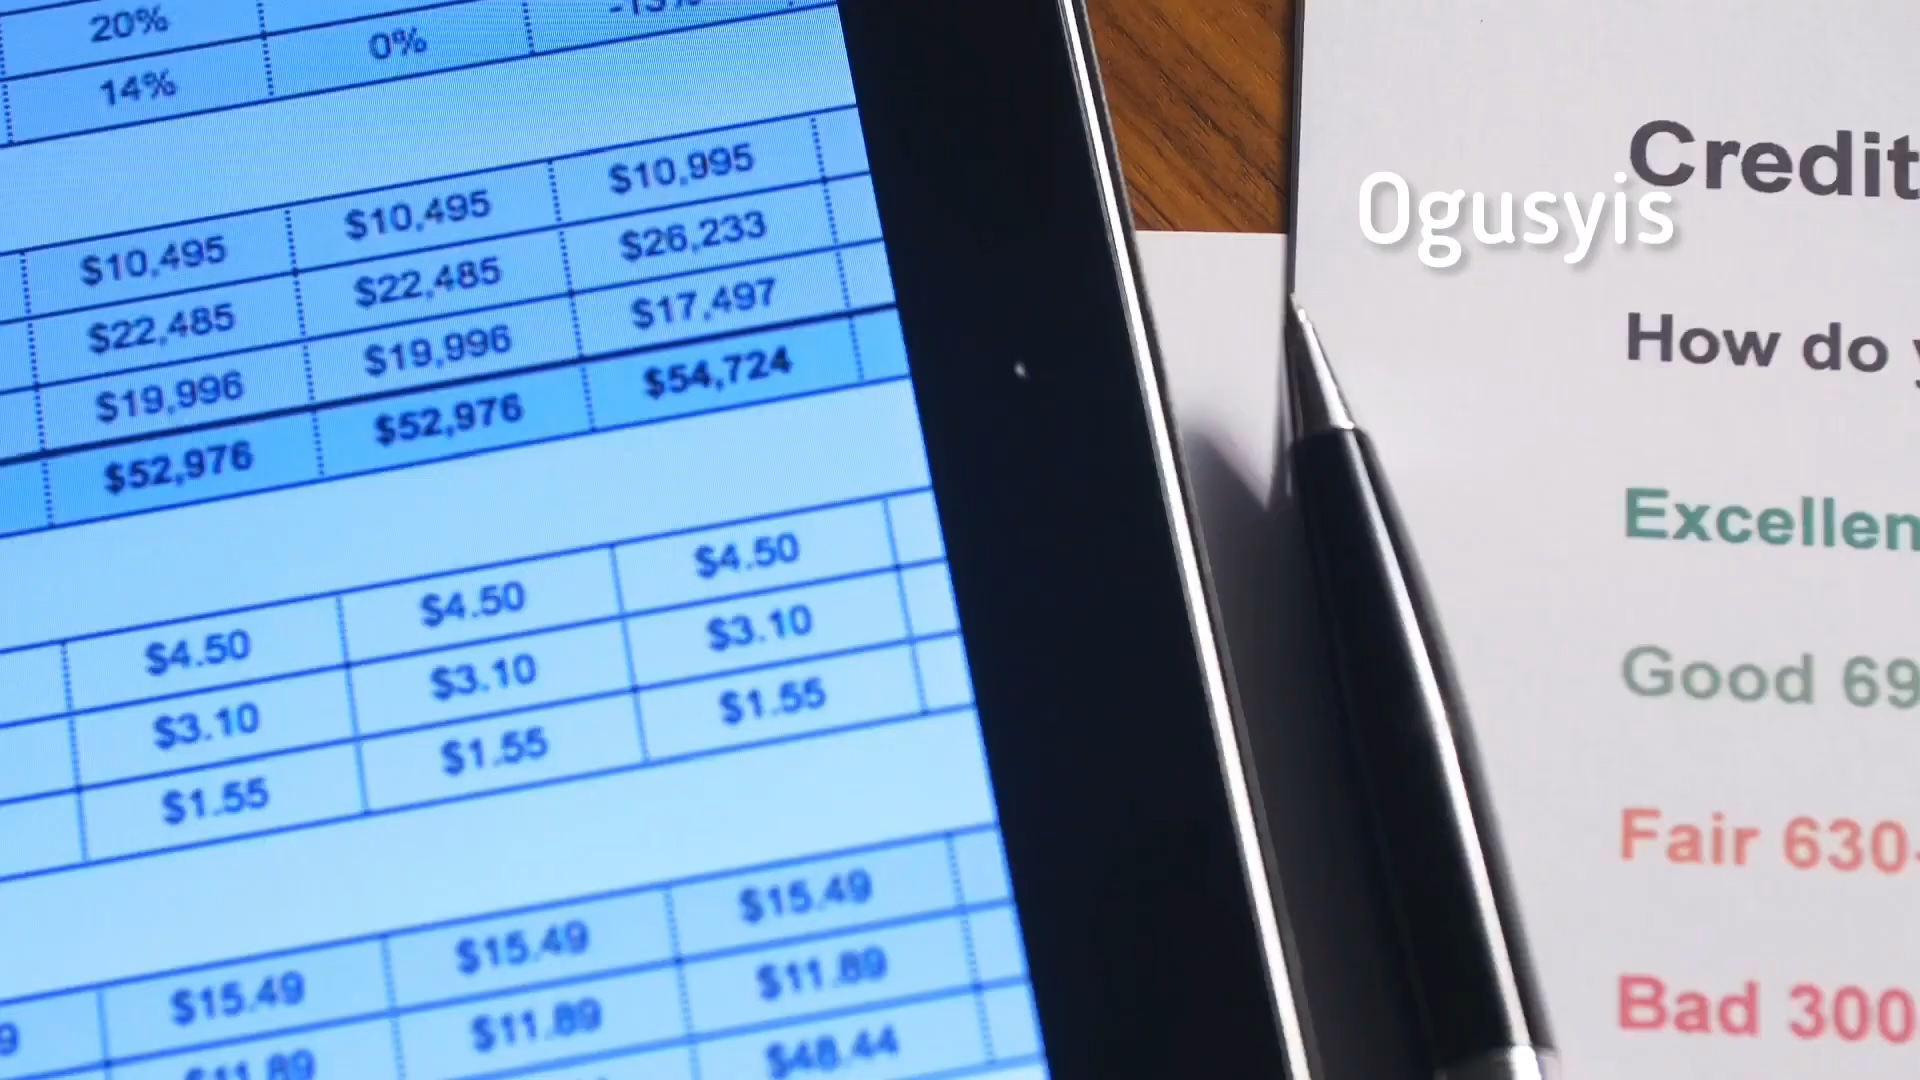 20% 0%
14%
$10,495 $10,495 $10,995
$22,485 $22,485 $26,233
$19,996 $19,996 $17,497
$52,976 $52,976 $54,724
$4.50 $4.50 $4.50
$3.10 $3.10 $3.10
$1.55 $1.55 $1.55
$15.49 $15.49 $15.49
$11.89 $11.89 $11.89
$48.44
Credit
Ogusyis
How do
Excellen
Good 69
Fair 630-
Bad 300